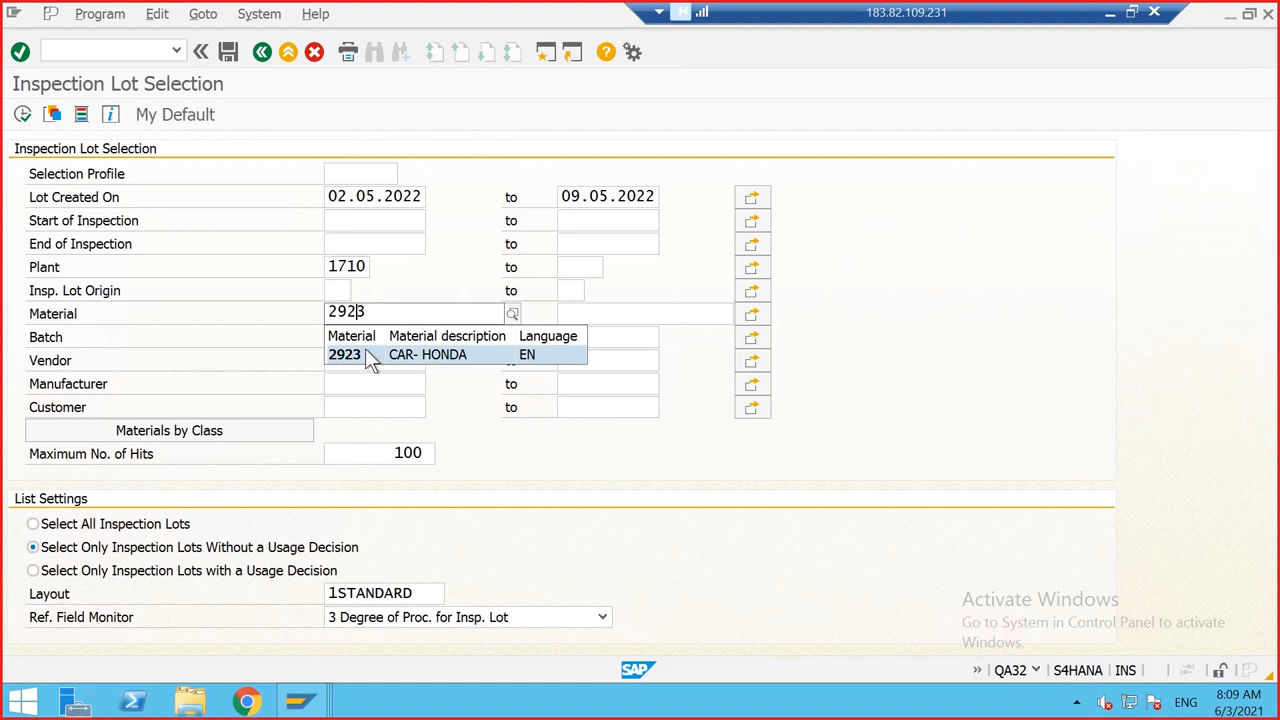 Program Edit Goto System Help
H 183.82.109.231
Inspection Lot Selection
My Default
Inspection Lot Selection
Selection Profile
Lot Created On 02.05.2022 to 09.05.2022
Start of Inspection to
End of Inspection to
Plant 1710 to
Insp. Lot Origin to
Material 2923
Material Material description Language
2923 CAR- HONDA EN
Batch
Vendor
Manufacturer to
Customer to
Materials by Class
Maximum No. of Hits 100
List Settings
Select All Inspection Lots
Select Only Inspection Lots Without a Usage Decision
Select Only Inspection Lots with a Usage Decision
Layout 1STANDARD
Ref. Field Monitor 3 Degree of Proc. for Insp. Lot
Activate Windows
Go to System in Control Panel to activate
Windows.
SAP » QA32 S4HANA INS
ENG 8:09 AM
6/3/2021